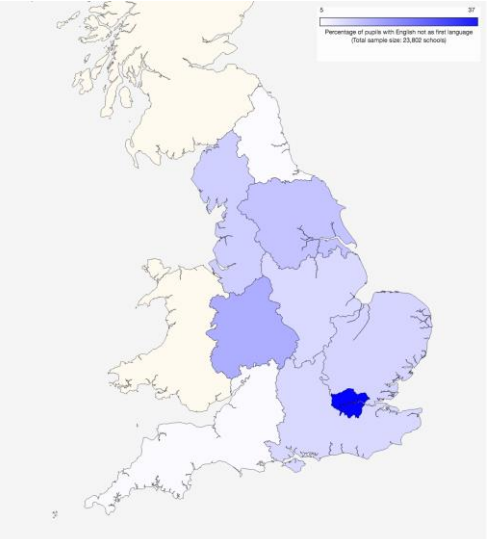 5 37
Percentage of pupils with English not as first language
(Total sample size: 23,802 schools)